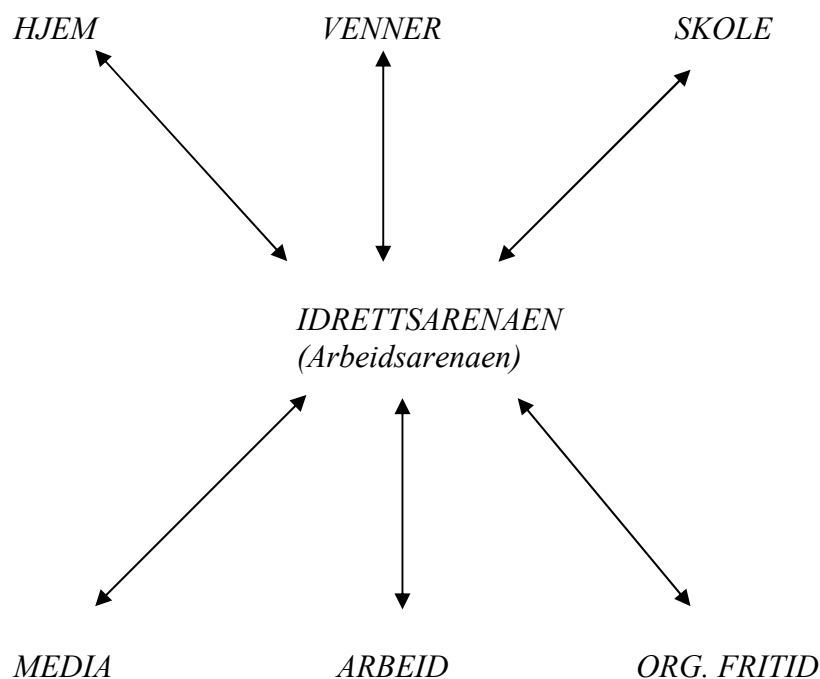 HJEM
VENNER
SKOLE
IDRETTSARENAEN
(Arbeidsarenaen)
MEDIA
ARBEID
ORG. FRITID